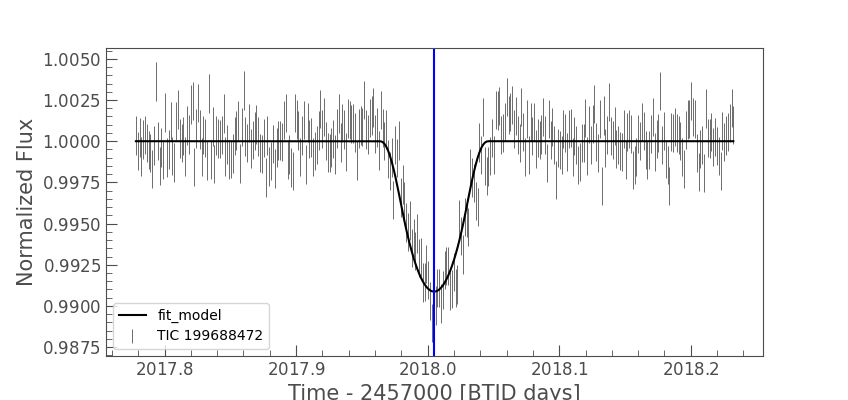 Normalized Flux
1.0050
1.0025
1.0000
0.9975
0.9950
0.9925
0.9900
0.9875
fit_model
TIC 199688472
2017.8 2017.9 2018.0 2018.1 2018.2
Time - 2457000 [BTJD days]